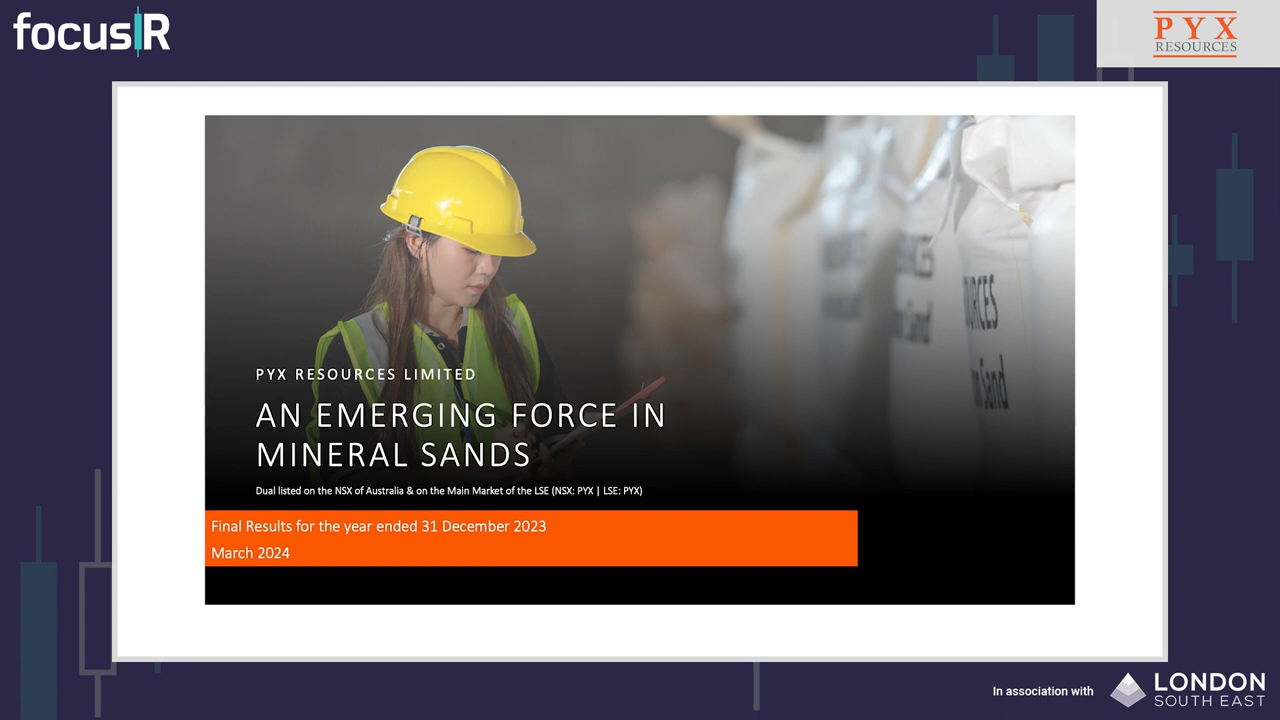 focusIR
PYX
RESOURCES
PYX RESOURCES LIMITED
AN EMERGING FORCE IN
MINERAL SANDS
Dual listed on the NSX of Australia & on the Main Market of the LSE (NSX: PYX | LSE: PYX)
Final Results for the year ended 31 December 2023
March 2024
Sand
In association with
LONDON
SOUTH EAST